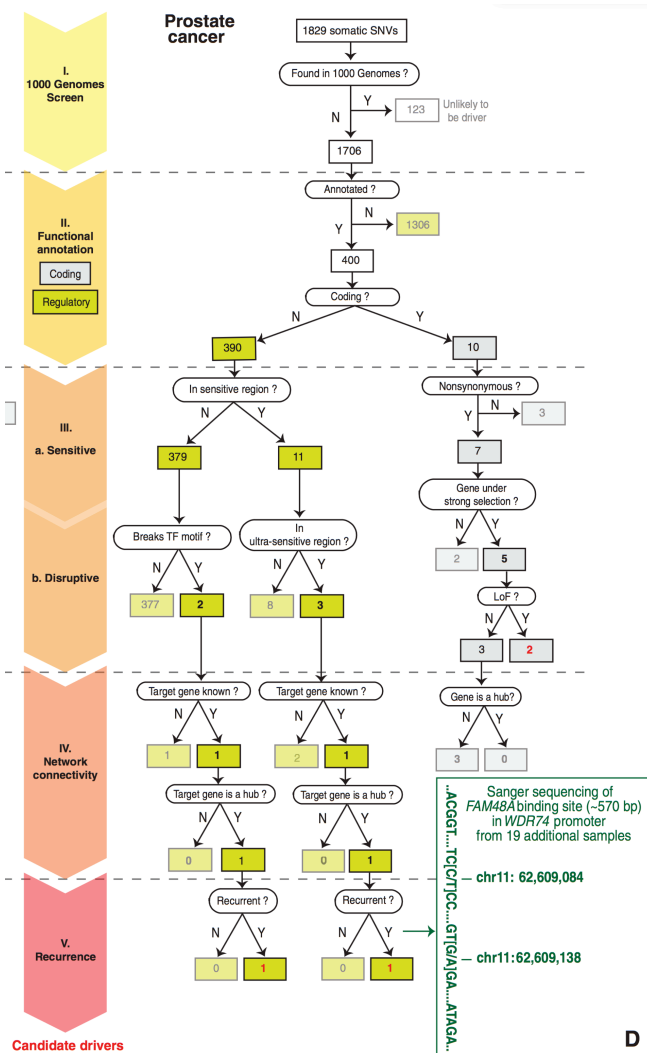 Prostate
cancer
1829 somatic SNVs
I.
1000 Genomes
Screen
Found in 1000 Genomes ?
Y
N
123
Unlikely to
be driver
1706
II.
Functional
annotation
Coding
Regulatory
Annotated ?
N
Y
1306
400
Coding ?
N
Y
390
10
III.
a. Sensitive
In sensitive region ?
N
Y
379
11
Nonsynonymous ?
N
Y
3
7
Gene under
strong selection ?
N
Y
2
5
b. Disruptive
Breaks TF motif ?
N
Y
377
2
In
ultra-sensitive region ?
N
Y
8
3
LoF ?
N
Y
3
2
IV.
Network
connectivity
Target gene known ?
N
Y
1
1
Target gene known ?
N
Y
2
1
Gene is a hub?
N
Y
3
0
Target gene is a hub ?
N
Y
0
1
Target gene is a hub ?
N
Y
0
1
V.
Recurrence
Recurrent ?
N
Y
0
1
Recurrent ?
N
Y
0
1
..ACGGT....TC[C/T]CC....GT[G/A]GA....ATAGA..
Sanger sequencing of
FAM48A binding site (~570 bp)
in WDR74 promoter
from 19 additional samples
chr11: 62,609,084
chr11:62,609,138
Candidate drivers
D